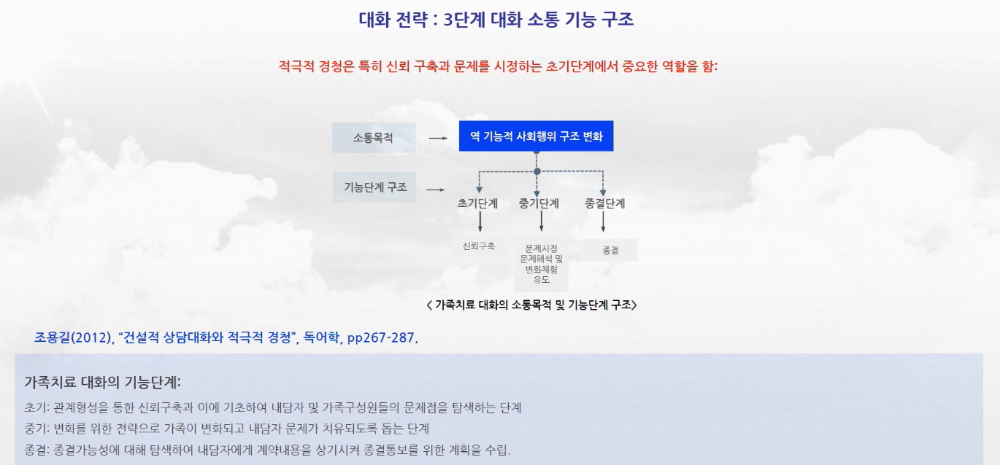 대화 전략 : 3단계 대화 소통 기능 구조
적극적 경청은 특히 신뢰 구축과 문제를 시정하는 초기단계에서 중요한 역할을 함:
소통목적
역 기능적 사회행위 구조 변화
기능단계 구조
초기단계
중기단계
종결단계
신뢰구축
문제시정
문제해석 및
변화체험
유도
종결
< 가족치료 대화의 소통목적 및 기능단계 구조>
조용길(2012), “건설적 상담대화와 적극적 경청”, 독어학, pp267-287.
가족치료 대화의 기능단계:
초기: 관계형성을 통한 신뢰구축과 이에 기초하여 내담자 및 가족구성원들의 문제점을 탐색하는 단계
중기: 변화를 위한 전략으로 가족이 변화되고 내담자 문제가 치유되도록 돕는 단계
종결: 종결가능성에 대해 탐색하여 내담자에게 계약내용을 상기시켜 종결통보를 위한 계획을 수립.